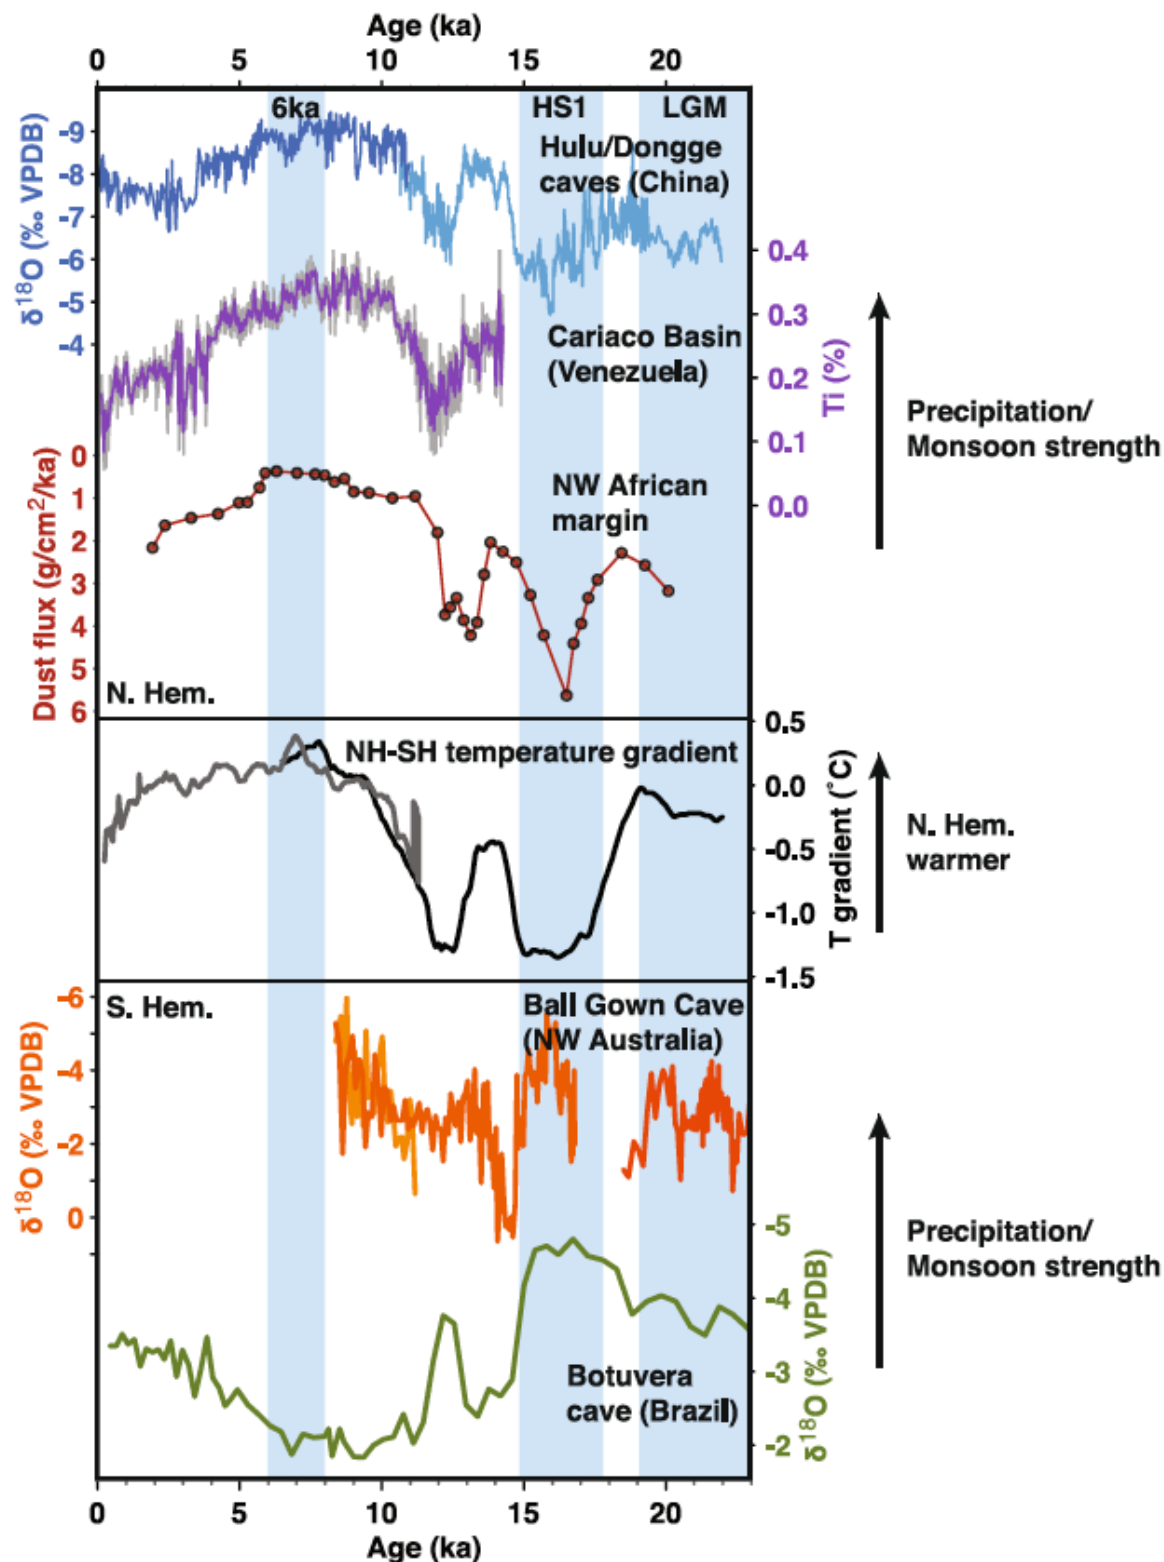 Age (ka)
0 5 10 15 20
6ka HS1 LGM
δ18O (‰ VPDB)
-9
-8
-7
-6
-5
-4
Hulu/Dongge
caves (China)
Cariaco Basin
(Venezuela)
0.4
0.3
0.2
0.1
0.0
Ti (%)
Precipitation/
Monsoon strength
Dust flux (g/cm2/ka)
0
1
2
3
4
5
6
NW African
margin
N. Hem.
NH-SH temperature gradient
0.5
0.0
-0.5
-1.0
-1.5
T gradient (˚C)
N. Hem.
warmer
S. Hem.
δ18O (‰ VPDB)
-6
-4
-2
0
Ball Gown Cave
(NW Australia)
-5
-4
-3
-2
δ18O (‰ VPDB)
Botuvera
cave (Brazil)
Precipitation/
Monsoon strength
0 5 10 15 20
Age (ka)